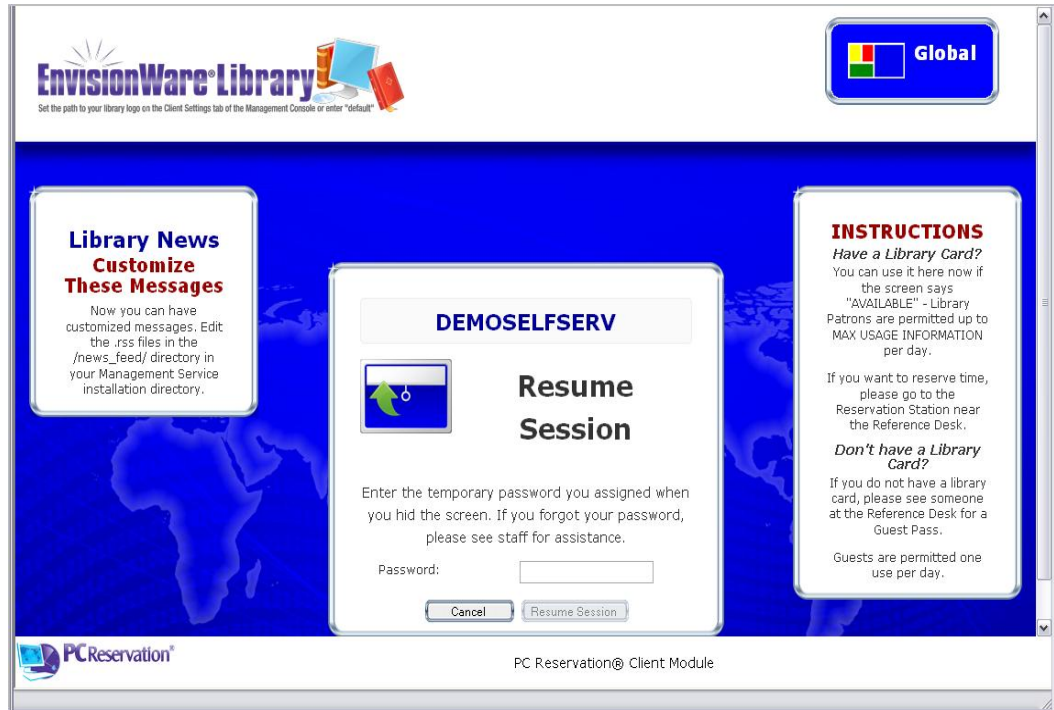 EnvisionWare® Library
Set the path to your library logo on the Client Settings tab of the Management Console or enter "default"
Global
Library News
Customize
These Messages
Now you can have
customized messages. Edit
the .rss files in the
/news_feed/ directory in
your Management Service
installation directory.
DEMOSELFSERV
Resume
Session
Enter the temporary password you assigned when
you hid the screen. If you forgot your password,
please see staff for assistance.
Password:
Cancel
Resume Session
INSTRUCTIONS
Have a Library Card?
You can use it here now if
the screen says
"AVAILABLE" - Library
Patrons are permitted up to
MAX USAGE INFORMATION
per day.
If you want to reserve time,
please go to the
Reservation Station near
the Reference Desk.
Don't have a Library
Card?
If you do not have a library
card, please see someone
at the Reference Desk for a
Guest Pass.
Guests are permitted one
use per day.
PCReservation®
PC Reservation® Client Module